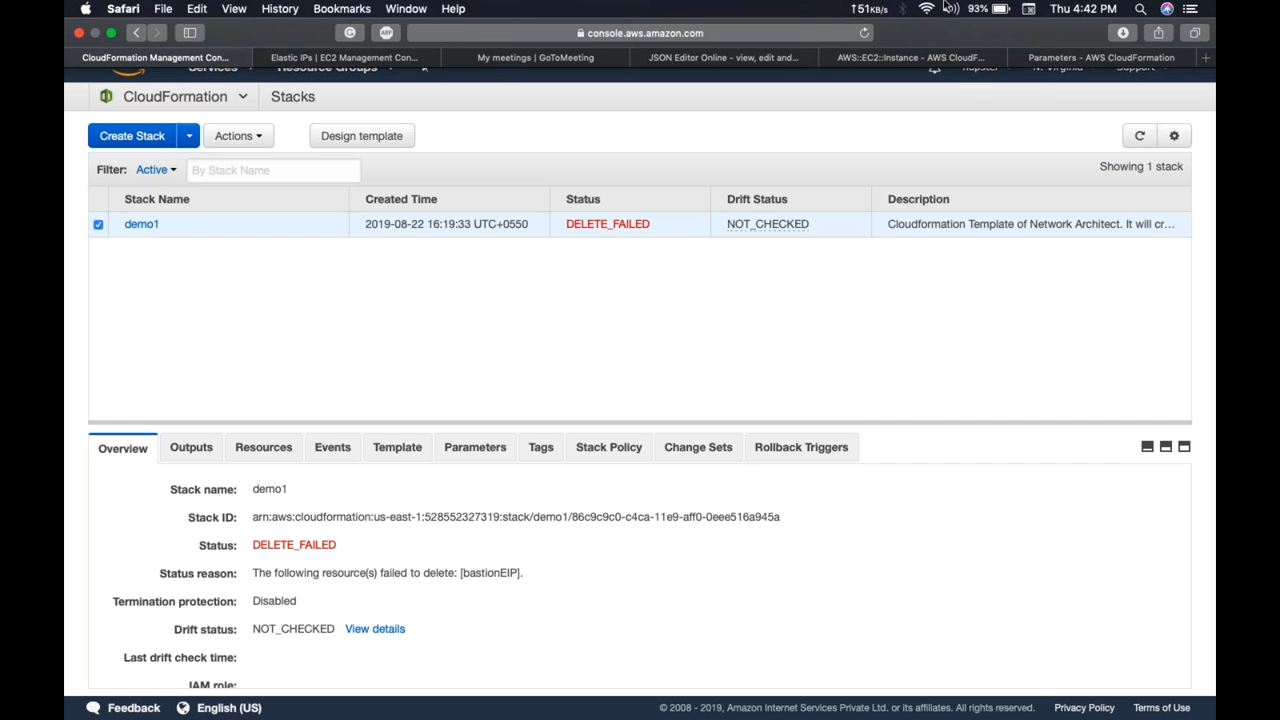 Safari File Edit View History Bookmarks Window Help 51KB/s 93% Thu 4:42 PM
console.aws.amazon.com
CloudFormation Management Con... Elastic IPs | EC2 Management Con... My meetings | GoToMeeting JSON Editor Online - view, edit and... AWS::EC2::Instance - AWS CloudF... Parameters - AWS CloudFormation
Services Resource Groups N. Virginia Support
CloudFormation Stacks
Create Stack Actions Design template
Filter: Active By Stack Name Showing 1 stack
Stack Name Created Time Status Drift Status Description
demo1 2019-08-22 16:19:33 UTC+0550 DELETE_FAILED NOT_CHECKED Cloudformation Template of Network Architect. It will cr...
Overview Outputs Resources Events Template Parameters Tags Stack Policy Change Sets Rollback Triggers
Stack name: demo1
Stack ID: arn:aws:cloudformation:us-east-1:528552327319:stack/demo1/86c9c9c0-c4ca-11e9-aff0-0eee516a945a
Status: DELETE_FAILED
Status reason: The following resource(s) failed to delete: [bastionEIP].
Termination protection: Disabled
Drift status: NOT_CHECKED View details
Last drift check time:
IAM role:
Feedback English (US) © 2008 - 2019, Amazon Internet Services Private Ltd. or its affiliates. All rights reserved. Privacy Policy Terms of Use